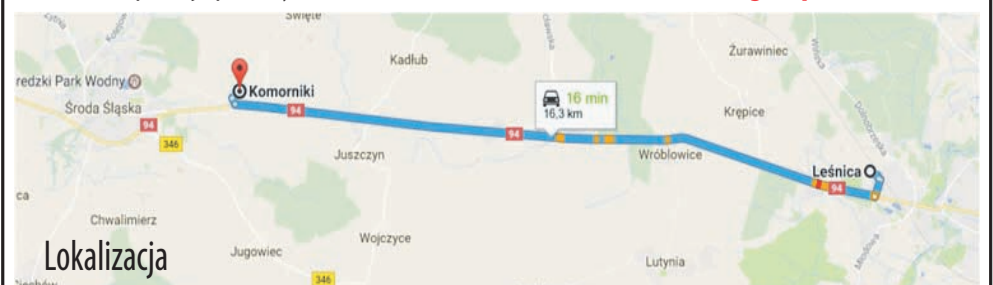 Święte
Kadłub
Żurawiniec
redzki Park Wodny
Komorniki
16 min
16,3 km
Środa Śląska
94
94
94
346
94
Krępice
Juszczyn
Wróblowice
Leśnica
ca
Chwalimierz
Wojczyce
Jugowiec
Lutynia
Miodowa
Lokalizacja
346